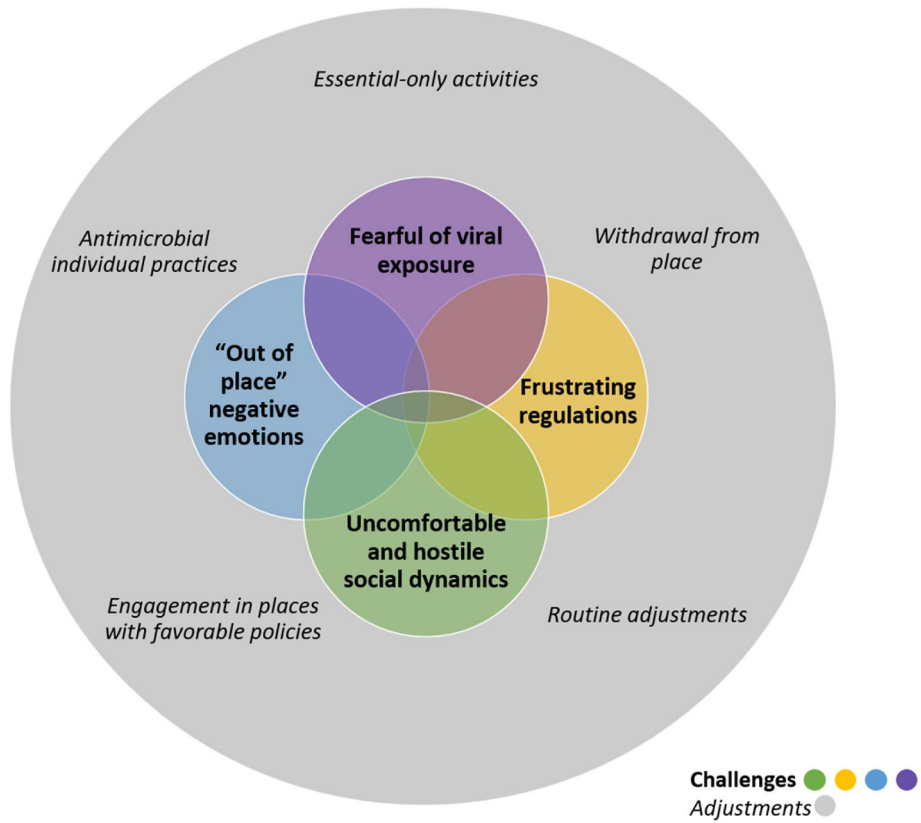 Essential-only activities
Antimicrobial
individual practices
Withdrawal from
place
Fearful of viral
exposure
“Out of
place”
negative
emotions
Frustrating
regulations
Uncomfortable
and hostile
social dynamics
Engagement in places
with favorable policies
Routine adjustments
Challenges
Adjustments